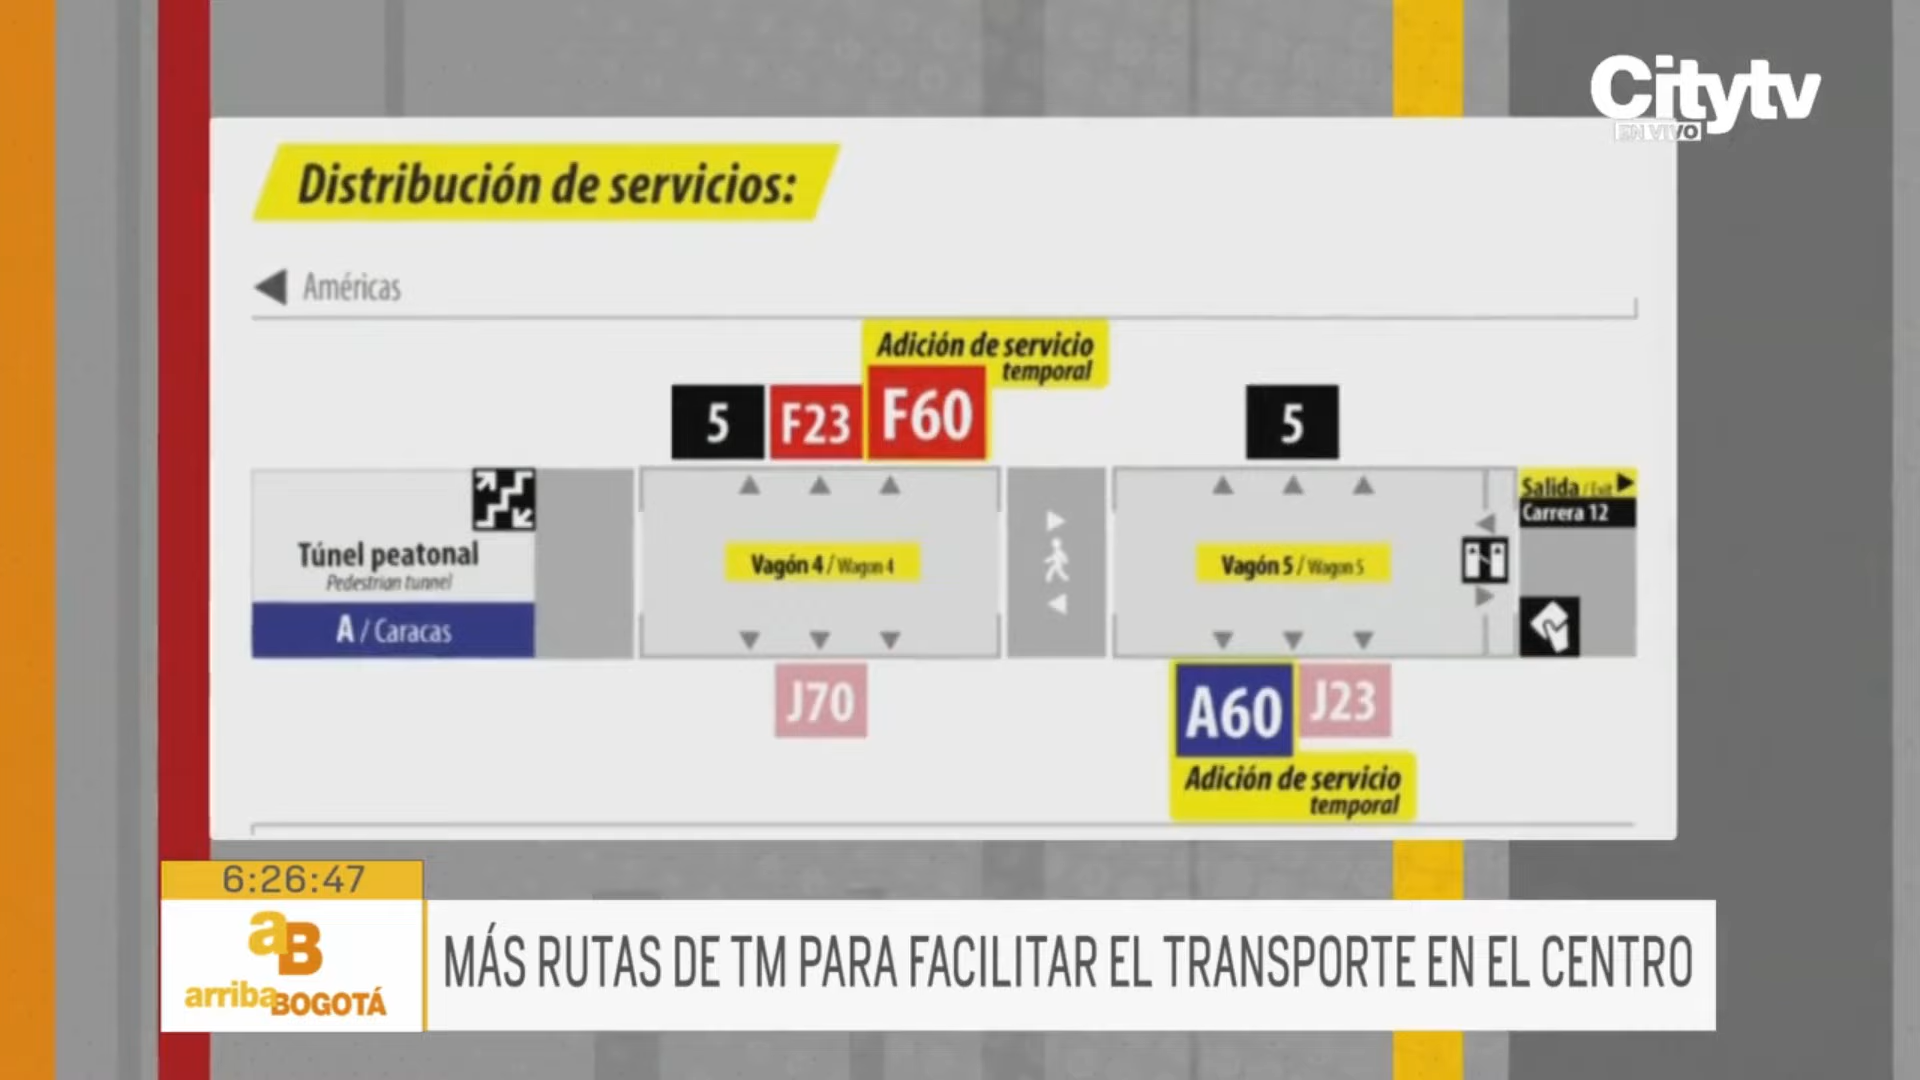 Citytv
EN VIVO
Distribución de servicios:
Américas
Adición de servicio
temporal
5 F23 F60
5
Salida / Exit
Carrera 12
Túnel peatonal
Pedestrian tunnel
A / Caracas
Vagón 4 / Wagon 4
Vagón 5 / Wagon 5
J70
A60 J23
Adición de servicio
temporal
6:26:47
aB
arriba BOGOTÁ
MÁS RUTAS DE TM PARA FACILITAR EL TRANSPORTE EN EL CENTRO